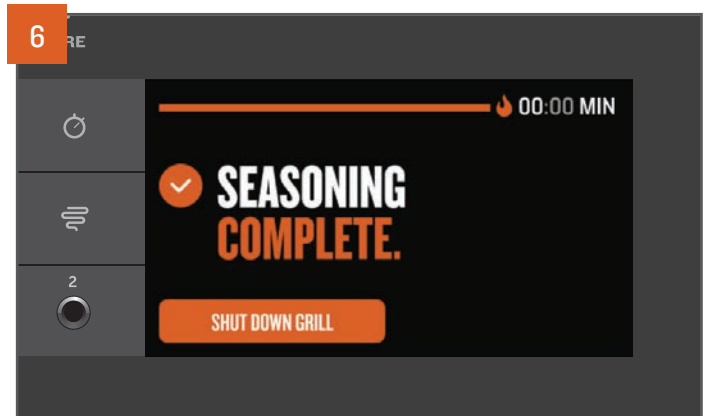 6
RE
00:00 MIN
SEASONING
COMPLETE.
2
SHUT DOWN GRILL